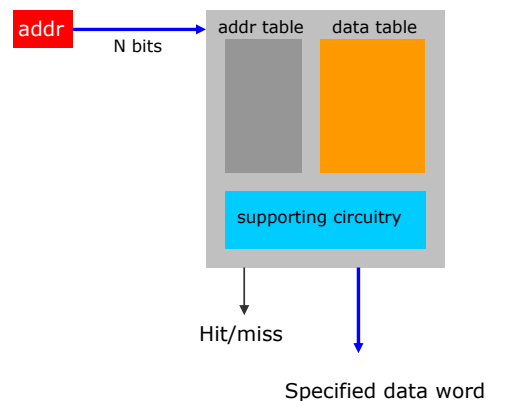 addr
N bits
addr table
data table
supporting circuitry
Hit/miss
Specified data word